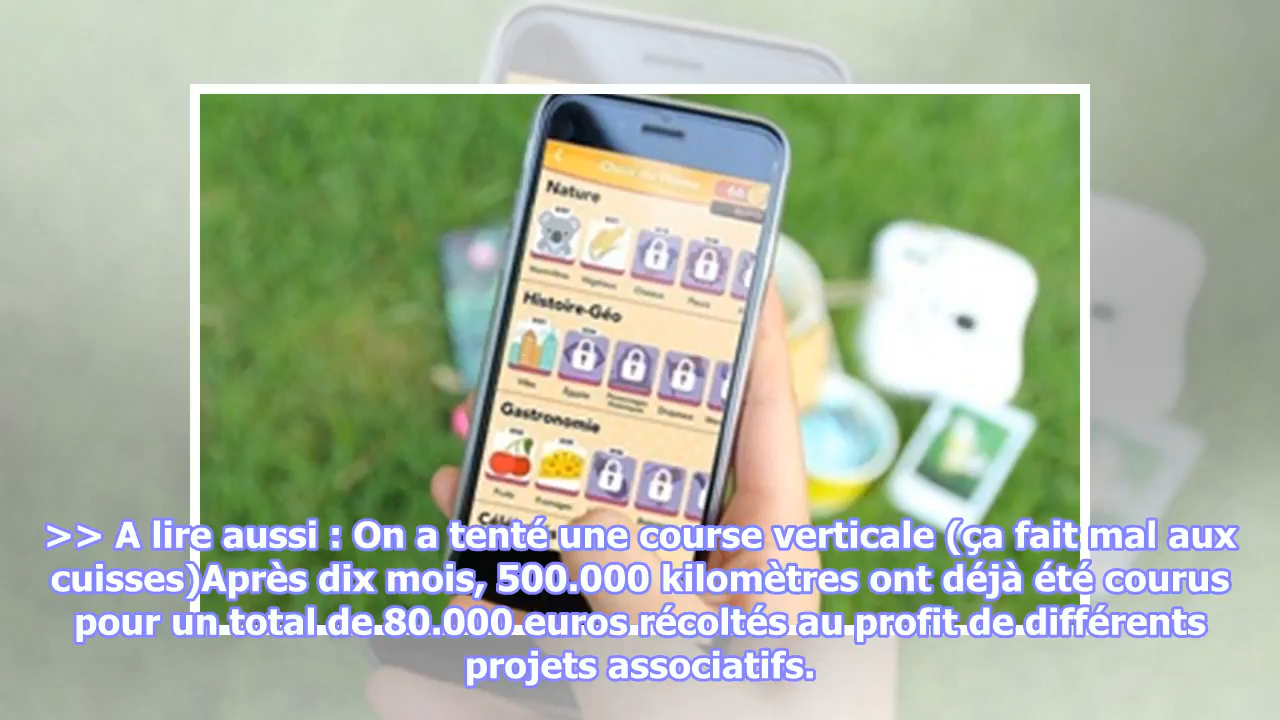 Nature
Histoire-Géo
Gastronomie
Fruits
Fromages
>> A lire aussi : On a tenté une course verticale (ça fait mal aux
cuisses)Après dix mois, 500.000 kilomètres ont déjà été courus
pour un total de 80.000 euros récoltés au profit de différents
projets associatifs.